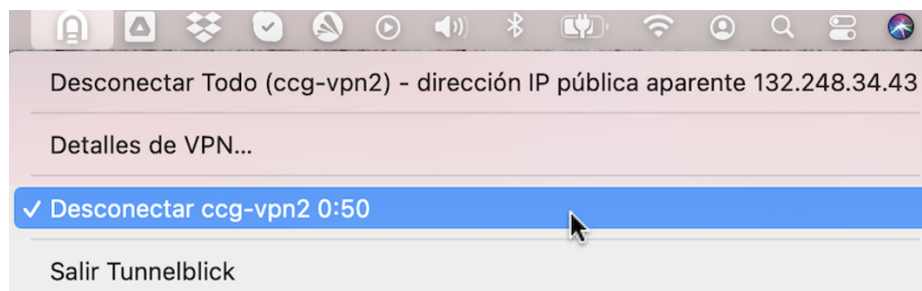 Desconectar Todo (ccg-vpn2) - dirección IP pública aparente 132.248.34.43
Detalles de VPN...
✓ Desconectar ccg-vpn2 0:50
Salir Tunnelblick